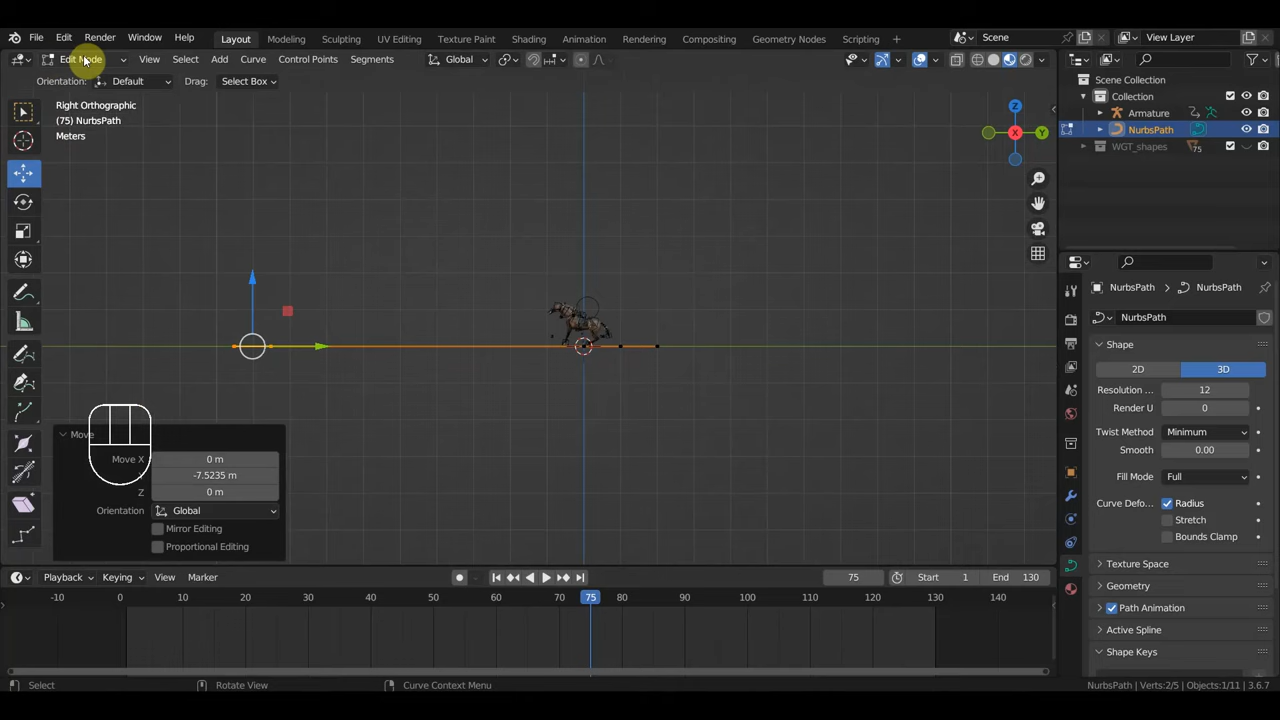 File Edit Render Window Help Layout Modeling Sculpting UV Editing Texture Paint Shading Animation Rendering Compositing Geometry Nodes Scripting + Scene View Layer
Edit Mode View Select Add Curve Control Points Segments Global
Orientation: Default Drag: Select Box
Right Orthographic
(75) NurbsPath
Meters
Z
X
Y
Scene Collection
Collection
Armature
NurbsPath
WGT_shapes 75
NurbsPath NurbsPath
NurbsPath
Shape
2D 3D
Resolution ... 12
Render U 0
Twist Method Minimum
Smooth 0.00
Fill Mode Full
Curve Defo... Radius
Stretch
Bounds Clamp
Texture Space
Geometry
Path Animation
Active Spline
Shape Keys
Move
Move X 0 m
-7.5235 m
Z 0 m
Orientation Global
Mirror Editing
Proportional Editing
Playback Keying View Marker 75 Start 1 End 130
-10 0 10 20 30 40 50 60 75 80 90 100 110 120 130 140
Select Rotate View Curve Context Menu NurbsPath | Verts:2/5 | Objects:1/11 | 3.6.7